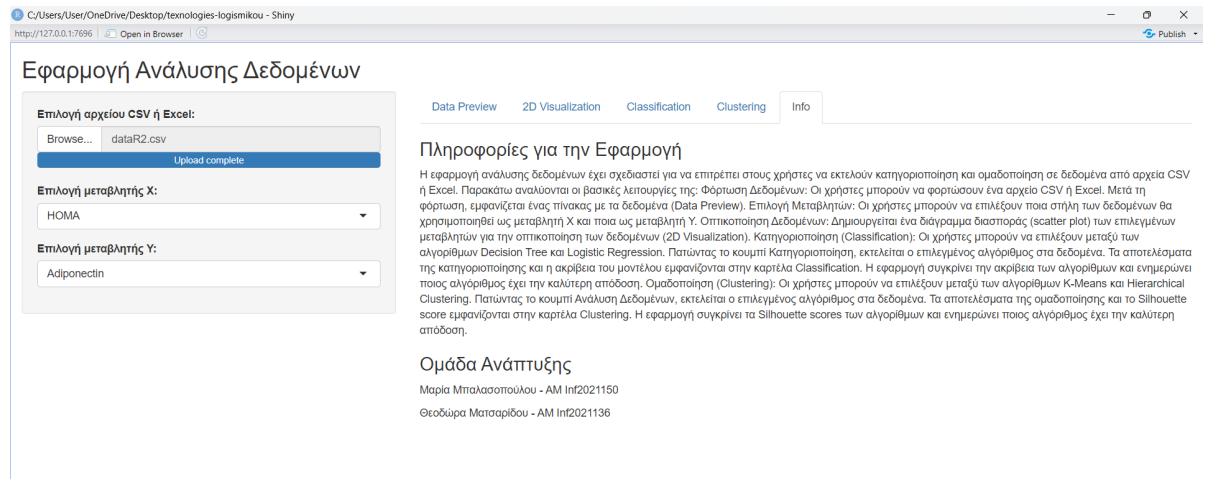 C:/Users/User/OneDrive/Desktop/texnologies-logismikou - Shiny
http://127.0.0.1:7696 Open in Browser Publish
Εφαρμογή Ανάλυσης Δεδομένων
Επιλογή αρχείου CSV ή Excel:
Browse... dataR2.csv
Upload complete
Επιλογή μεταβλητής X:
HOMA
Επιλογή μεταβλητής Y:
Adiponectin
Data Preview 2D Visualization Classification Clustering Info
Πληροφορίες για την Εφαρμογή
Η εφαρμογή ανάλυσης δεδομένων έχει σχεδιαστεί για να επιτρέπει στους χρήστες να εκτελούν κατηγοριοποίηση και ομαδοποίηση σε δεδομένα από αρχεία CSV
ή Excel. Παρακάτω αναλύονται οι βασικές λειτουργίες της: Φόρτωση Δεδομένων: Οι χρήστες μπορούν να φορτώσουν ένα αρχείο CSV ή Excel. Μετά τη
φόρτωση, εμφανίζεται ένας πίνακας με τα δεδομένα (Data Preview). Επιλογή Μεταβλητών: Οι χρήστες μπορούν να επιλέξουν ποια στήλη των δεδομένων θα
χρησιμοποιηθεί ως μεταβλητή X και ποια ως μεταβλητή Y. Οπτικοποίηση Δεδομένων: Δημιουργείται ένα διάγραμμα διασποράς (scatter plot) των επιλεγμένων
μεταβλητών για την οπτικοποίηση των δεδομένων (2D Visualization). Κατηγοριοποίηση (Classification): Οι χρήστες μπορούν να επιλέξουν μεταξύ των
αλγορίθμων Decision Tree και Logistic Regression. Πατώντας το κουμπί Κατηγοριοποίηση, εκτελείται ο επιλεγμένος αλγόριθμος στα δεδομένα. Τα αποτελέσματα
της κατηγοριοποίησης και η ακρίβεια του μοντέλου εμφανίζονται στην καρτέλα Classification. Η εφαρμογή συγκρίνει την ακρίβεια των αλγορίθμων και ενημερώνει
ποιος αλγόριθμος έχει την καλύτερη απόδοση. Ομαδοποίηση (Clustering): Οι χρήστες μπορούν να επιλέξουν μεταξύ των αλγορίθμων K-Means και Hierarchical
Clustering. Πατώντας το κουμπί Ανάλυση Δεδομένων, εκτελείται ο επιλεγμένος αλγόριθμος στα δεδομένα. Τα αποτελέσματα της ομαδοποίησης και το Silhouette
score εμφανίζονται στην καρτέλα Clustering. Η εφαρμογή συγκρίνει τα Silhouette scores των αλγορίθμων και ενημερώνει ποιος αλγόριθμος έχει την καλύτερη
απόδοση.
Ομάδα Ανάπτυξης
Μαρία Μπαλασοπούλου - AM Inf2021150
Θεοδώρα Ματσαρίδου - AM Inf2021136